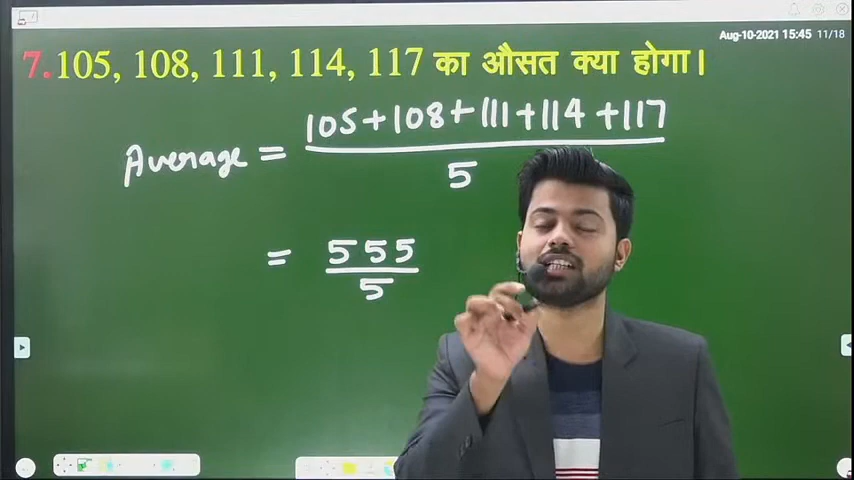 Aug-10-2021 15:45 11/18
7. 105, 108, 111, 114, 117 का औसत क्या होगा।
Average = 105+108+111+114+117
5
= 555
5